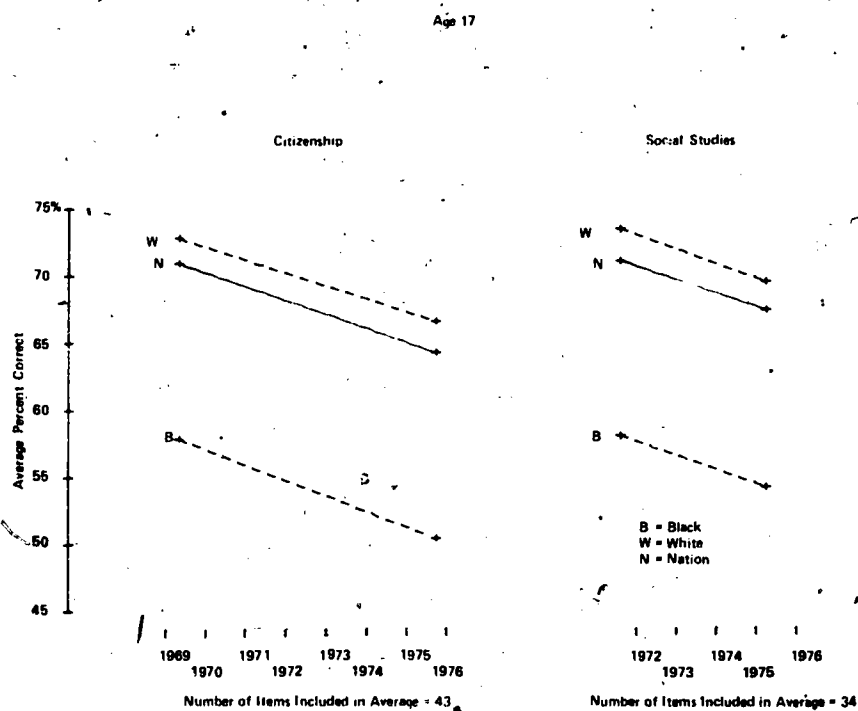 Age 17
Citizenship
Social Studies
75%
70
65
60
55
50
45
Average Percent Correct
W
N
B
W
N
B
B = Black
W = White
N = Nation
1969
1970
1971
1972
1973
1974
1975
1976
1972
1973
1974
1975
1976
Number of Items Included in Average = 43
Number of Items Included in Average = 34